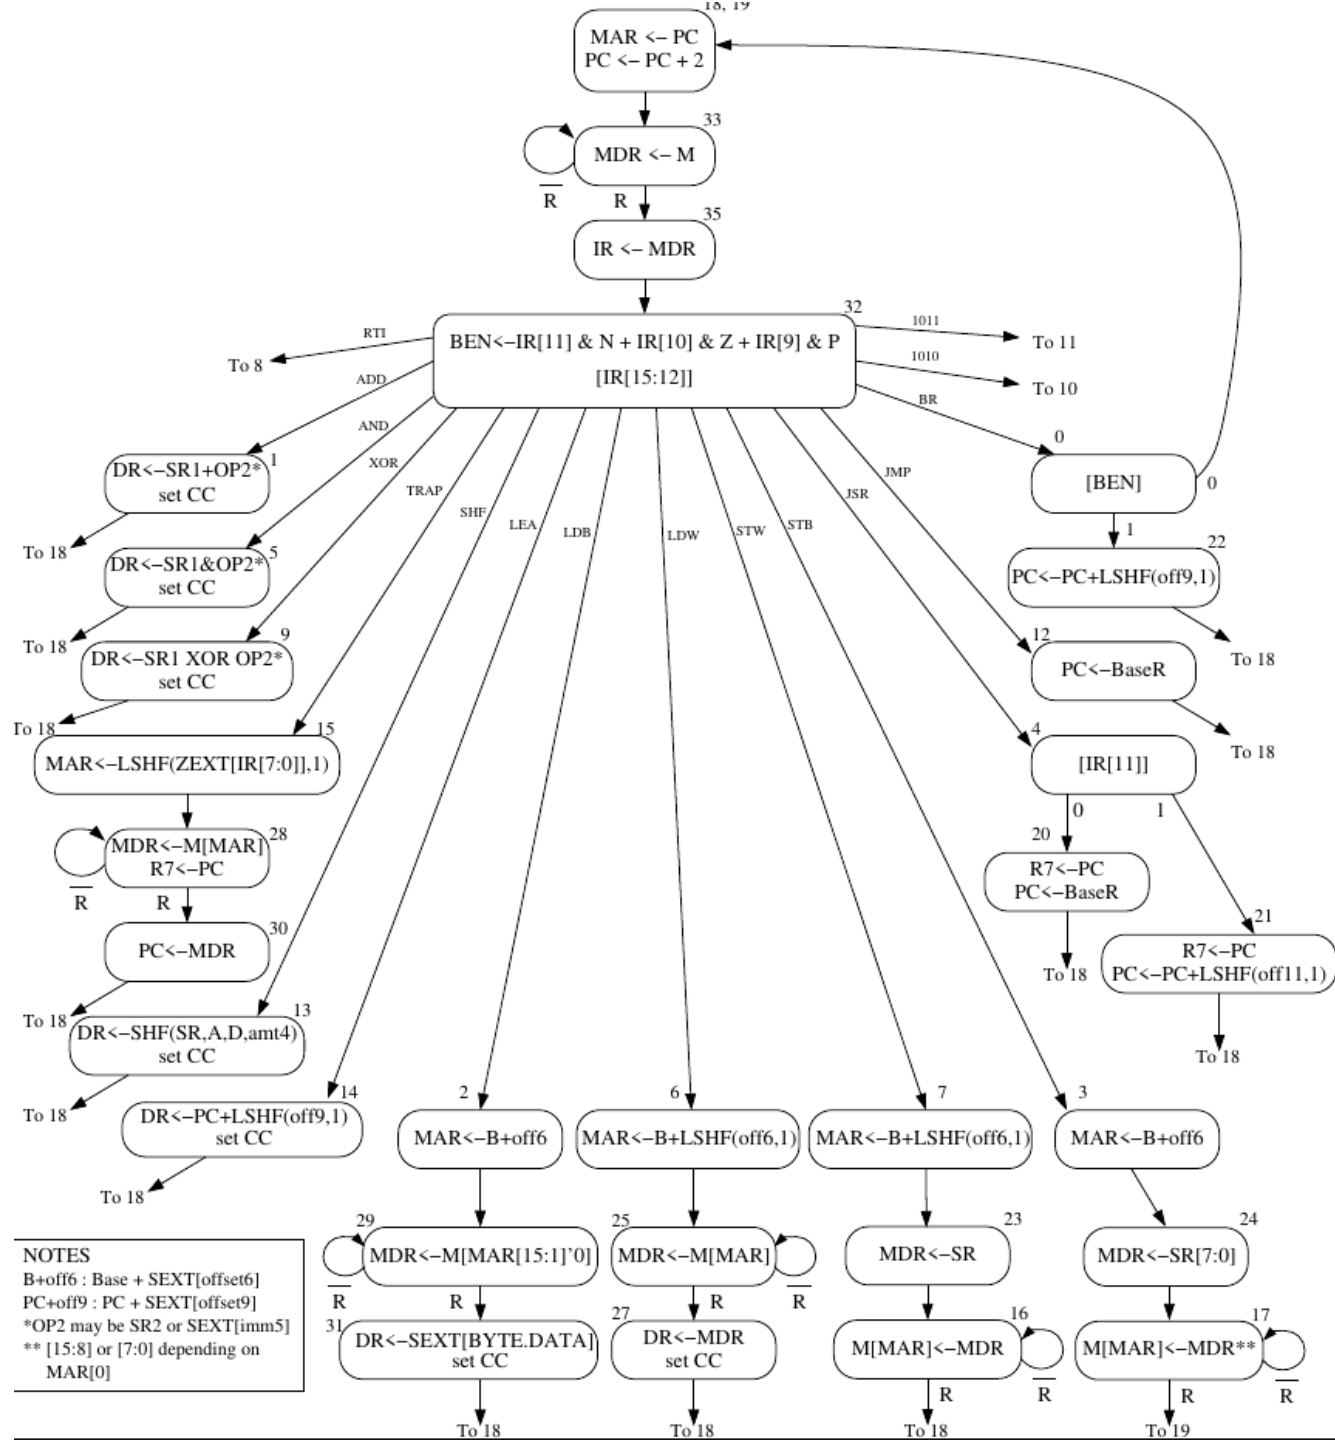 18, 19
MAR <– PC
PC <– PC + 2
33
MDR <– M
R
R
35
IR <– MDR
32
BEN<–IR[11] & N + IR[10] & Z + IR[9] & P
[IR[15:12]]
RTI
To 8
1011
To 11
1010
To 10
ADD
BR
AND
XOR
TRAP
SHF
LEA
LDB
LDW
STW
STB
JSR
JMP
0
[BEN]
0
1
1
DR<–SR1+OP2*
set CC
To 18
5
DR<–SR1&OP2*
set CC
To 18
22
PC<–PC+LSHF(off9,1)
To 18
9
DR<–SR1 XOR OP2*
set CC
To 18
12
PC<–BaseR
To 18
15
MAR<–LSHF(ZEXT[IR[7:0]],1)
4
[IR[11]]
0
1
28
MDR<–M[MAR]
R7<–PC
R
R
20
R7<–PC
PC<–BaseR
To 18
30
PC<–MDR
To 18
21
R7<–PC
PC<–PC+LSHF(off11,1)
To 18
13
DR<–SHF(SR,A,D,amt4)
set CC
To 18
14
DR<–PC+LSHF(off9,1)
set CC
To 18
2
MAR<–B+off6
6
MAR<–B+LSHF(off6,1)
7
MAR<–B+LSHF(off6,1)
3
MAR<–B+off6
29
MDR<–M[MAR[15:1]'0]
R
R
25
MDR<–M[MAR]
R
R
23
MDR<–SR
24
MDR<–SR[7:0]
31
DR<–SEXT[BYTE.DATA]
set CC
27
DR<–MDR
set CC
16
M[MAR]<–MDR
R
R
17
M[MAR]<–MDR**
R
R
To 18
To 18
To 18
To 19
NOTES
B+off6 : Base + SEXT[offset6]
PC+off9 : PC + SEXT[offset9]
*OP2 may be SR2 or SEXT[imm5]
** [15:8] or [7:0] depending on
MAR[0]